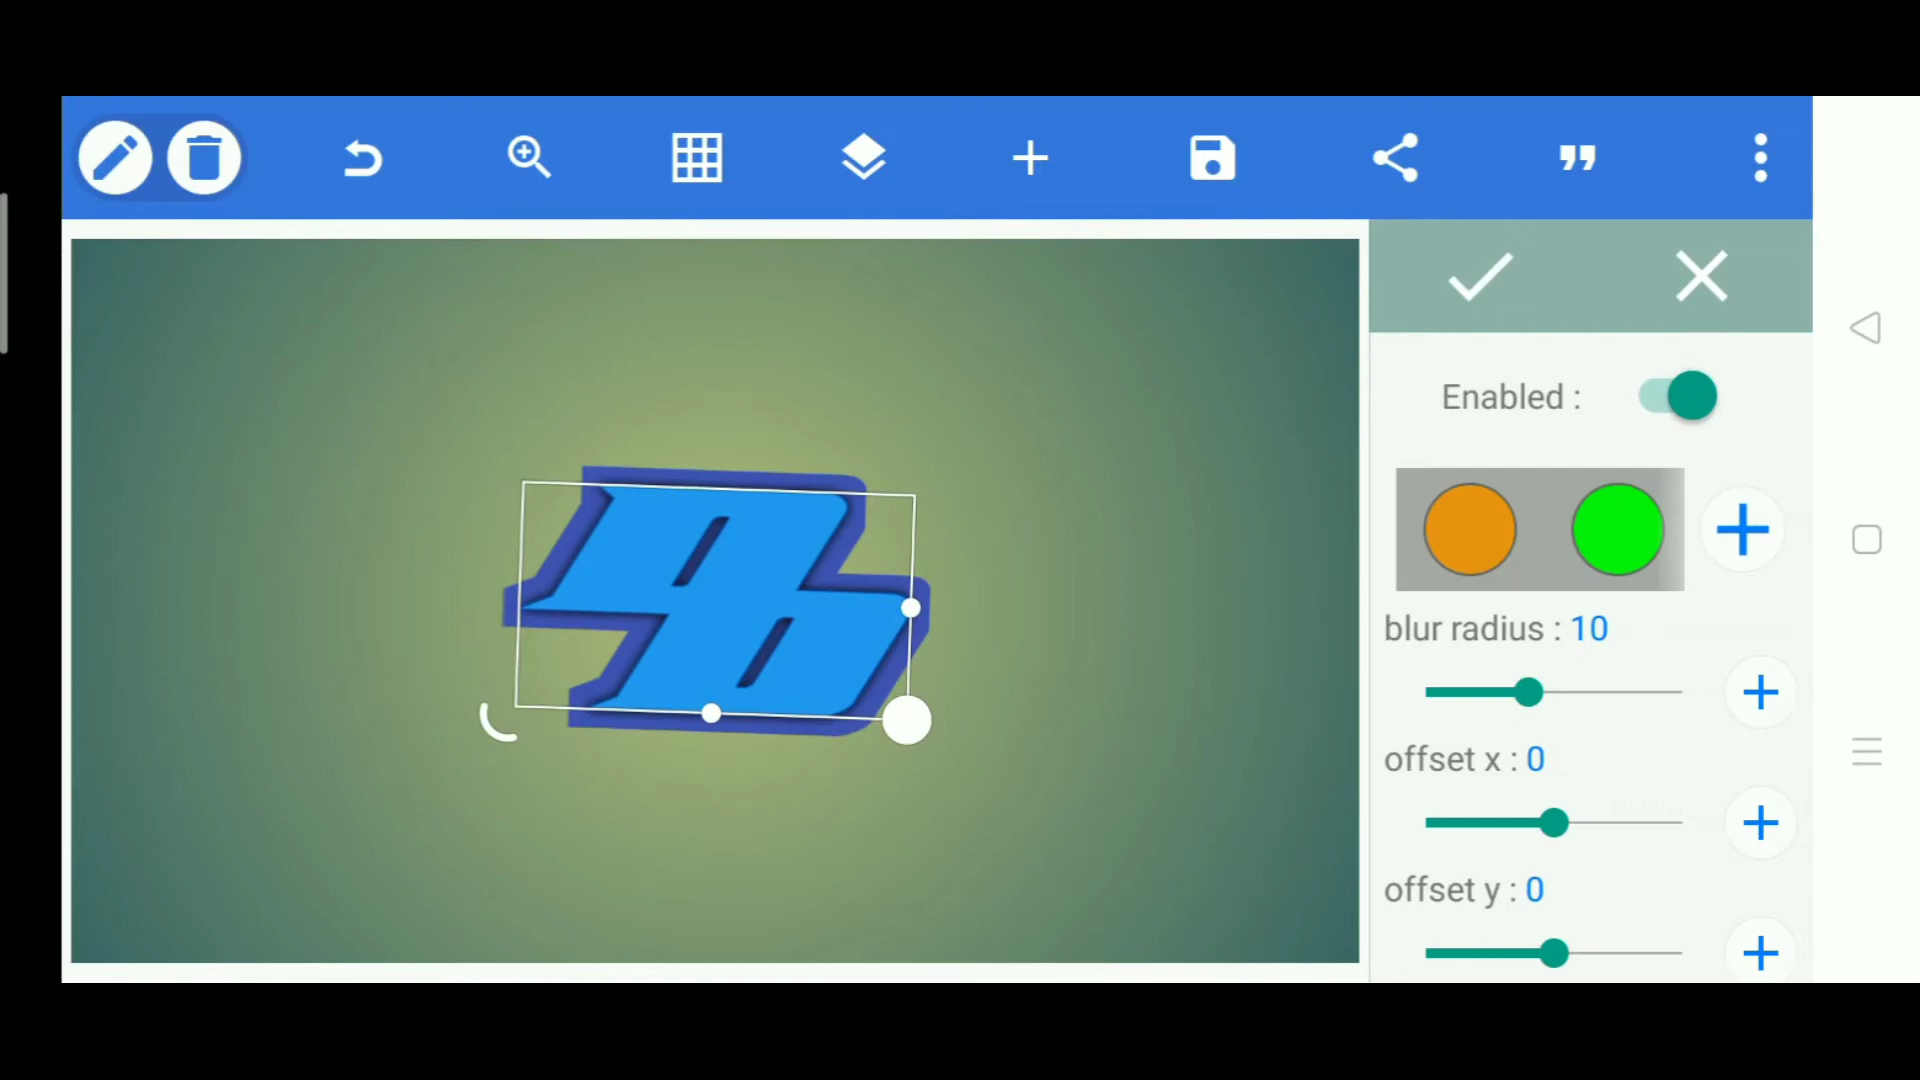 Enabled :
blur radius : 10
offset x : 0
offset y : 0